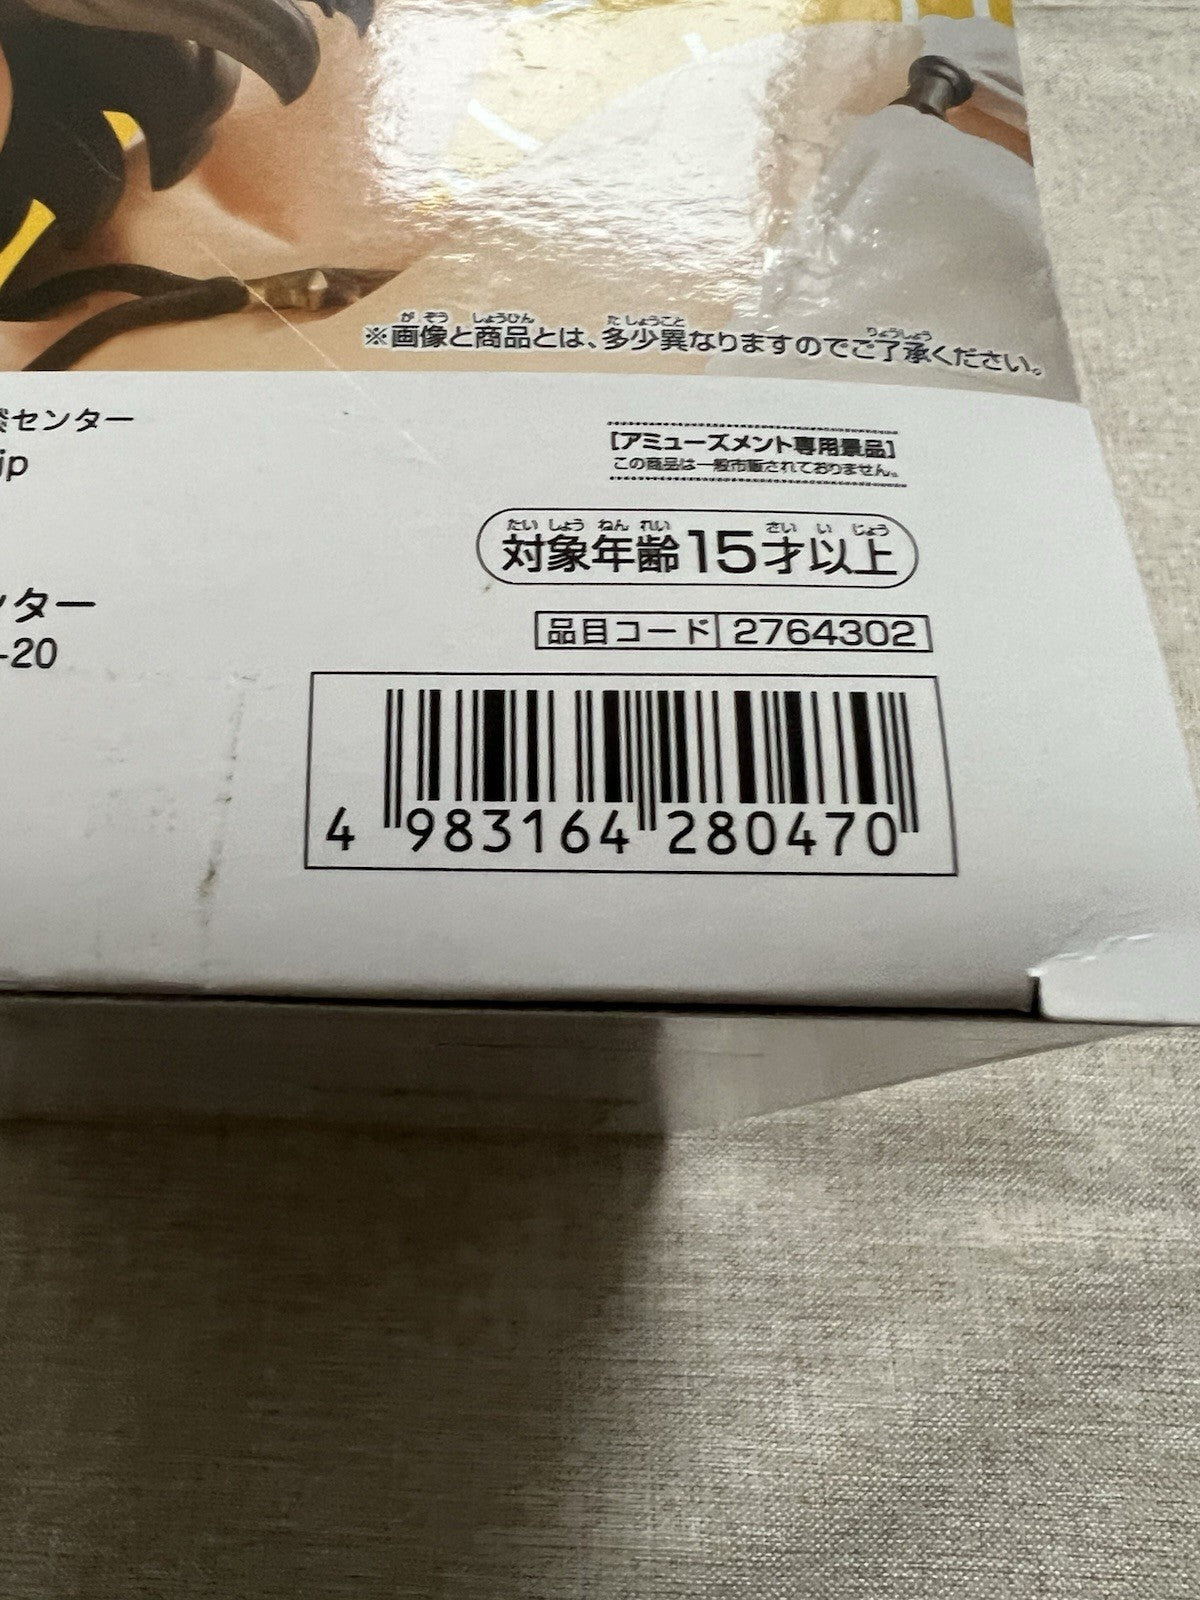 ※画像と商品とは、多少異なりますのでご了承ください。
センター
jp
[アミューズメント専用景品]
この商品は一般市販されておりません。
対象年齢15才以上
ンター
-20
品目コード 2764302
4 983164 280470